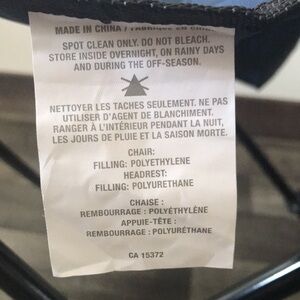 MADE IN CHINA / FABRIQUÉ EN CHINE
SPOT CLEAN ONLY. DO NOT BLEACH.
STORE INSIDE OVERNIGHT, ON RAINY DAYS
AND DURING THE OFF-SEASON.
NETTOYER LES TACHES SEULEMENT. NE PAS
UTILISER D'AGENT DE BLANCHIMENT.
RANGER À L'INTÉRIEUR PENDANT LA NUIT,
LES JOURS DE PLUIE ET LA SAISON MORTE.
CHAIR:
FILLING: POLYETHYLENE
HEADREST:
FILLING: POLYURETHANE
CHAISE :
REMBOURRAGE : POLYÉTHYLÈNE
APPUIE-TÊTE :
REMBOURRAGE : POLYURÉTHANE
CA 15372